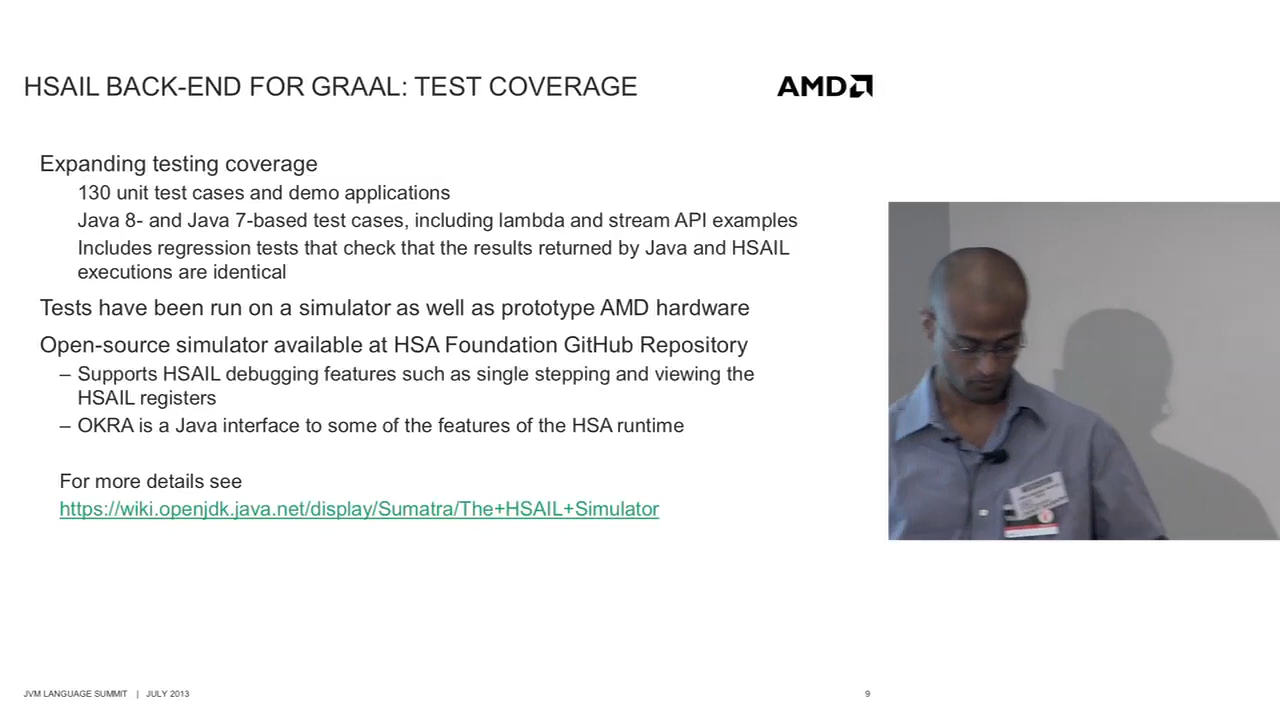 HSAIL BACK-END FOR GRAAL: TEST COVERAGE
AMD
Expanding testing coverage
130 unit test cases and demo applications
Java 8- and Java 7-based test cases, including lambda and stream API examples
Includes regression tests that check that the results returned by Java and HSAIL
executions are identical
Tests have been run on a simulator as well as prototype AMD hardware
Open-source simulator available at HSA Foundation GitHub Repository
– Supports HSAIL debugging features such as single stepping and viewing the
HSAIL registers
– OKRA is a Java interface to some of the features of the HSA runtime
For more details see
https://wiki.openjdk.java.net/display/Sumatra/The+HSAIL+Simulator
JVM LANGUAGE SUMMIT | JULY 2013
9